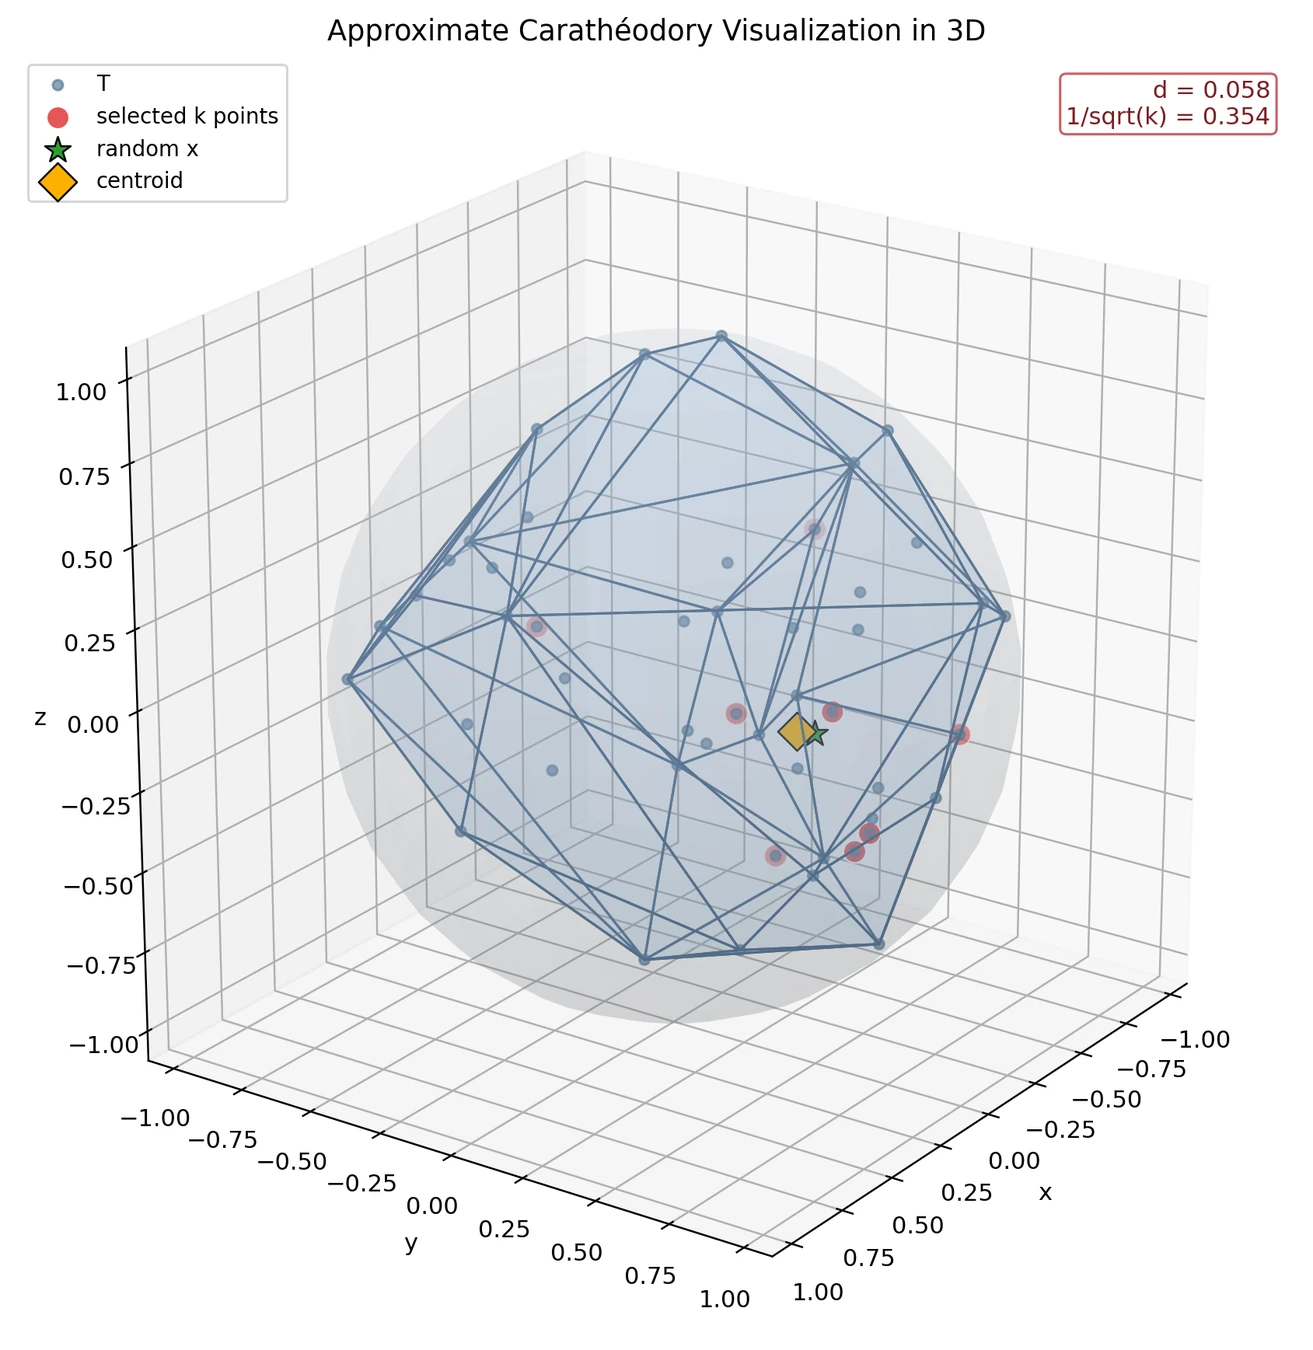 Approximate Carathéodory Visualization in 3D
T
selected k points
random x
centroid
d = 0.058
1/sqrt(k) = 0.354
1.00
0.75
0.50
0.25
0.00
−0.25
−0.50
−0.75
−1.00
z
−1.00
−0.75
−0.50
−0.25
0.00
0.25
0.50
0.75
1.00
y
−1.00
−0.75
−0.50
−0.25
0.00
0.25
0.50
0.75
1.00
x